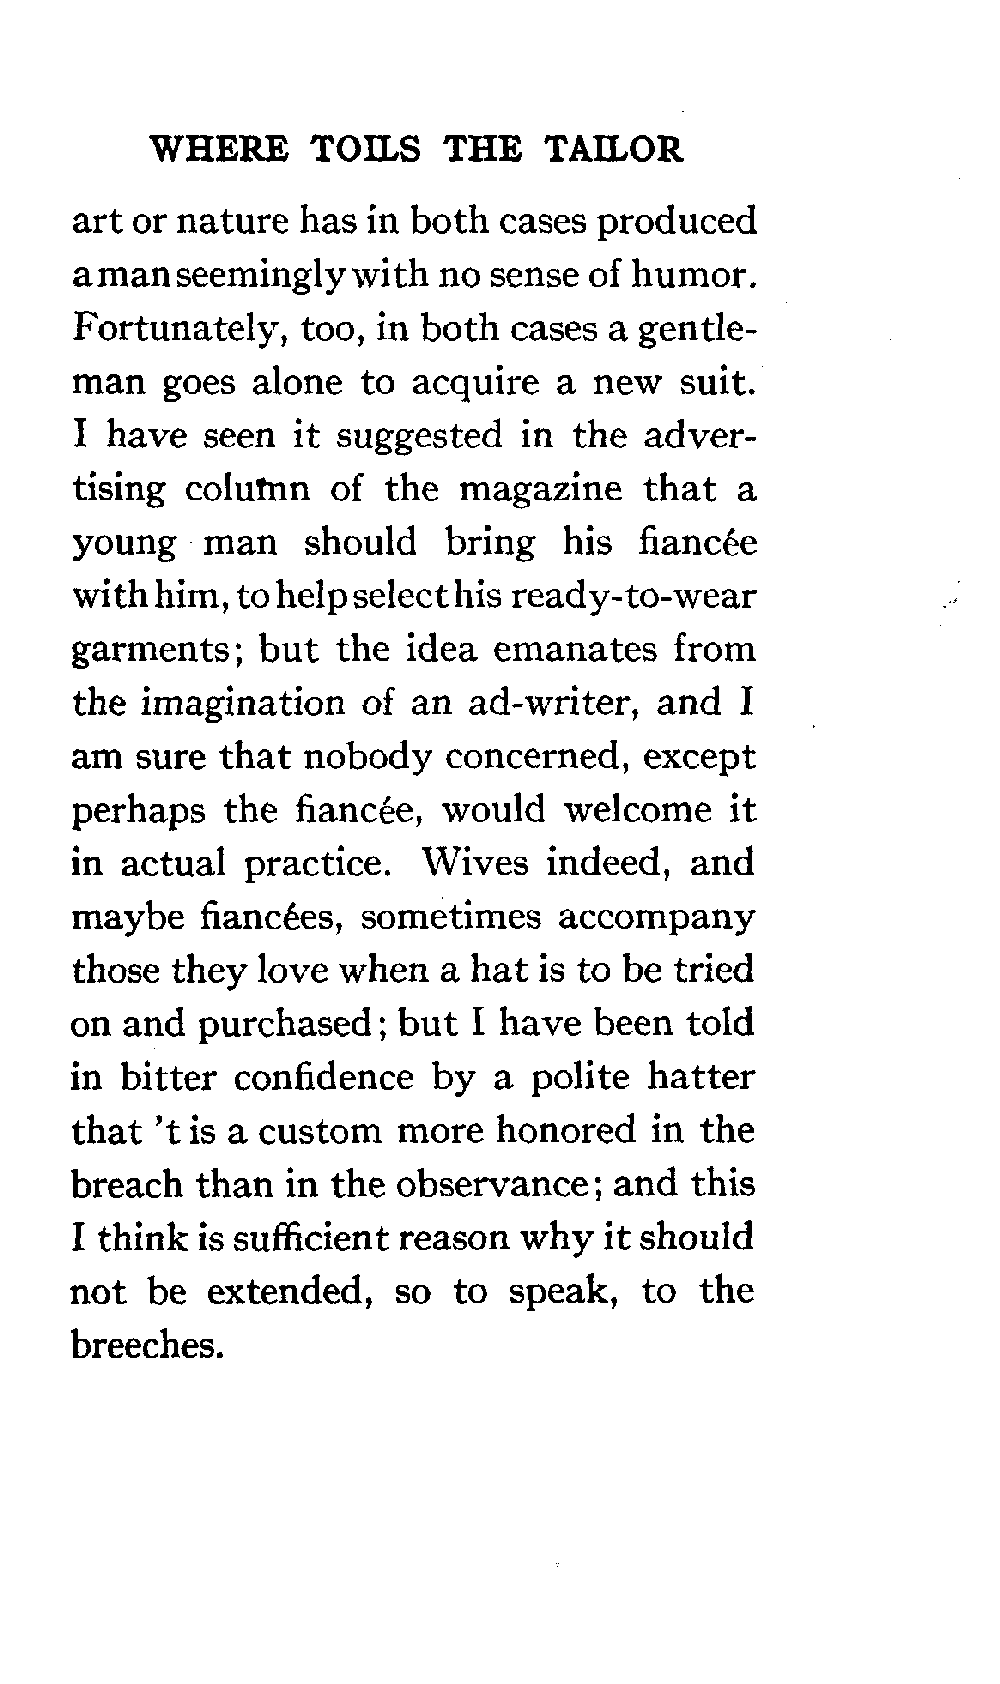 WHERE TOILS THE TAILOR
art or nature has in both cases produced
a man seemingly with no sense of humor.
Fortunately, too, in both cases a gentle-
man goes alone to acquire a new suit.
I have seen it suggested in the adver-
tising column of the magazine that a
young man should bring his fiancée
with him, to help select his ready-to-wear
garments; but the idea emanates from
the imagination of an ad-writer, and I
am sure that nobody concerned, except
perhaps the fiancée, would welcome it
in actual practice. Wives indeed, and
maybe fiancées, sometimes accompany
those they love when a hat is to be tried
on and purchased; but I have been told
in bitter confidence by a polite hatter
that 't is a custom more honored in the
breach than in the observance; and this
I think is sufficient reason why it should
not be extended, so to speak, to the
breeches.